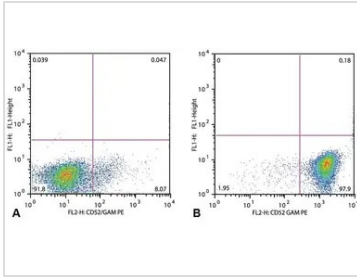 0.039 0.047
10⁴
10³
10²
10¹
10⁰
FL1-H: FL1-Height
91.8 8.07
10⁰ 10¹ 10² 10³ 10⁴
FL2-H: CD52/GAM PE
A
0 0.18
10⁴
10³
10²
10¹
10⁰
FL1-H: FL1-Height
1.95 97.9
10⁰ 10¹ 10² 10³ 10⁴
FL2-H: CD52 GAM PE
B